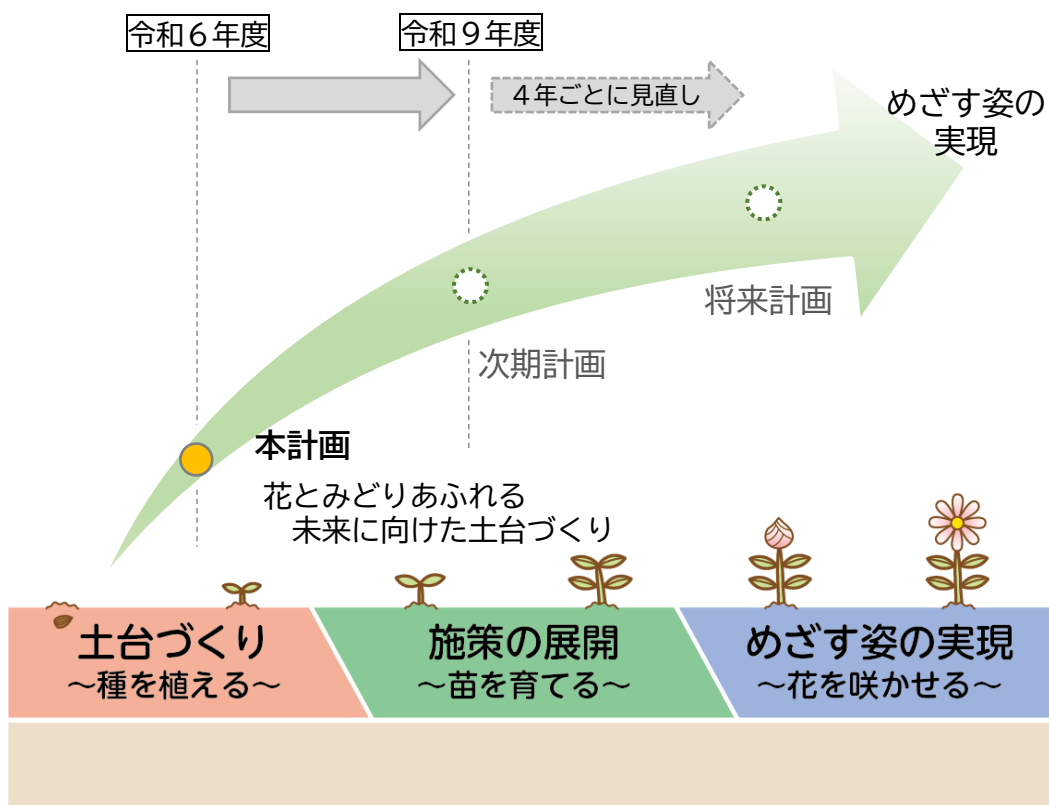 令和６年度
令和９年度
４年ごとに見直し
めざす姿の
実現
将来計画
次期計画
本計画
花とみどりあふれる
未来に向けた土台づくり
土台づくり
～種を植える～
施策の展開
～苗を育てる～
めざす姿の実現
～花を咲かせる～